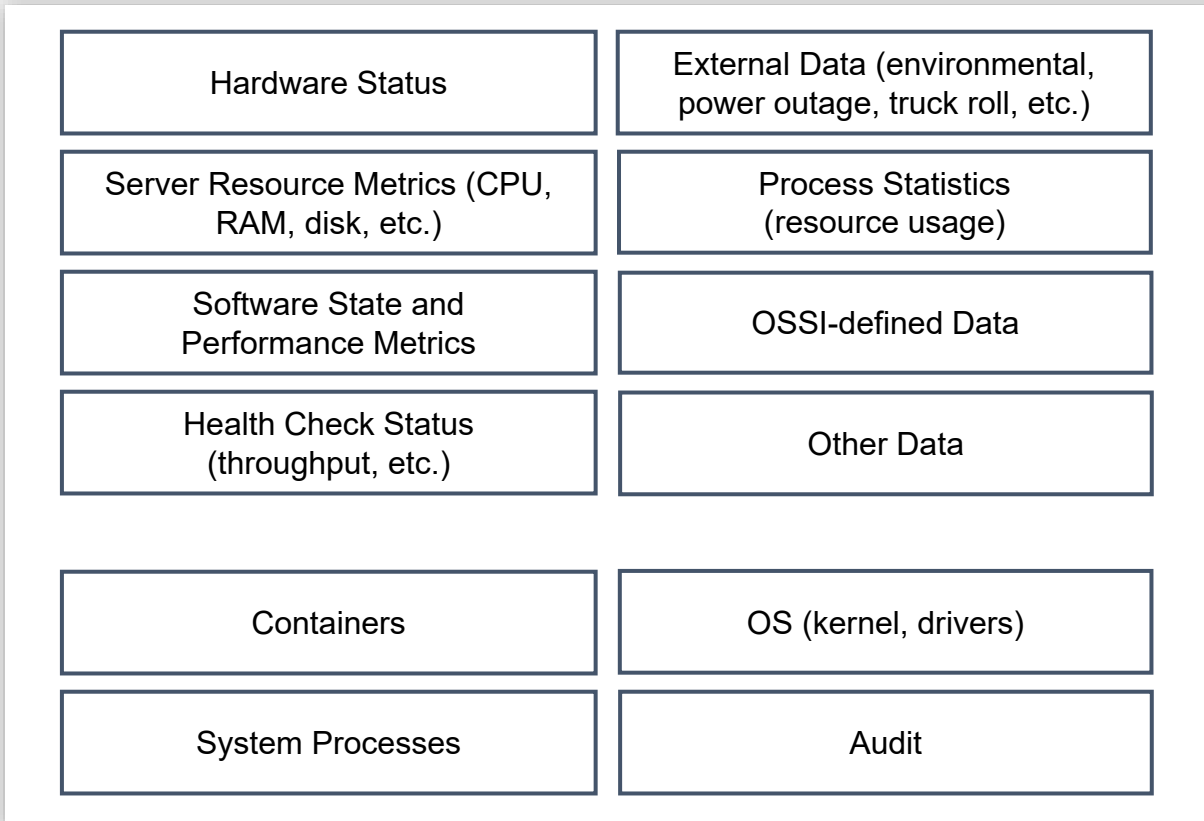 Hardware Status
External Data (environmental,
power outage, truck roll, etc.)
Server Resource Metrics (CPU,
RAM, disk, etc.)
Process Statistics
(resource usage)
Software State and
Performance Metrics
OSSI-defined Data
Health Check Status
(throughput, etc.)
Other Data
Containers
OS (kernel, drivers)
System Processes
Audit